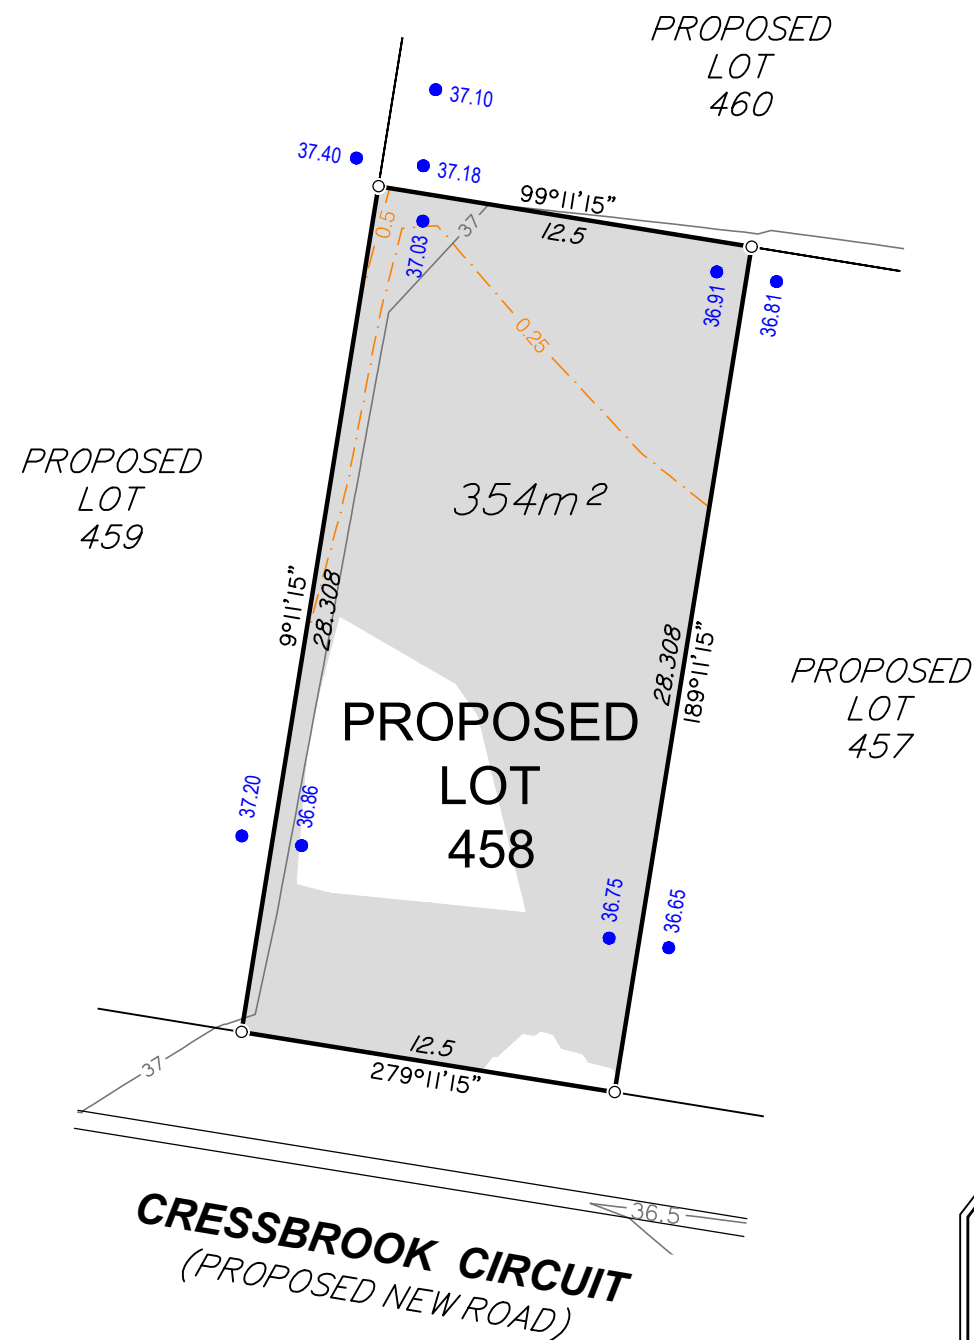 PROPOSED
LOT
460
37.10
37.40
37.18
99°11'15"
12.5
0.5
37.03
37
36.91
36.81
0.25
PROPOSED
LOT
459
354m²
9°11'15"
28.308
28.308
189°11'15"
PROPOSED
LOT
457
PROPOSED
LOT
458
37.20
36.86
36.75
36.65
12.5
279°11'15"
37
36.5
CRESSBROOK CIRCUIT
(PROPOSED NEW ROAD)